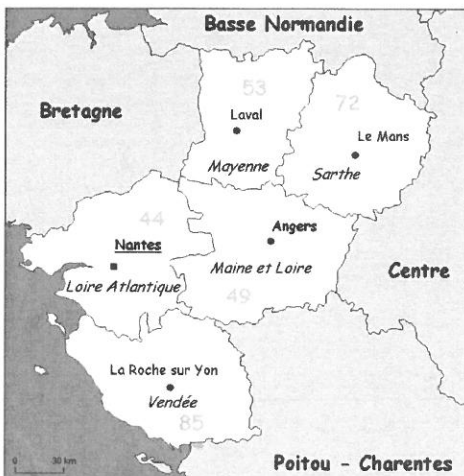 Basse Normandie
53
72
Bretagne
Laval
Le Mans
Mayenne
Sarthe
44
Nantes
Angers
Loire Atlantique
Maine et Loire
Centre
49
La Roche sur Yon
Vendée
85
0 30 km
Poitou - Charentes